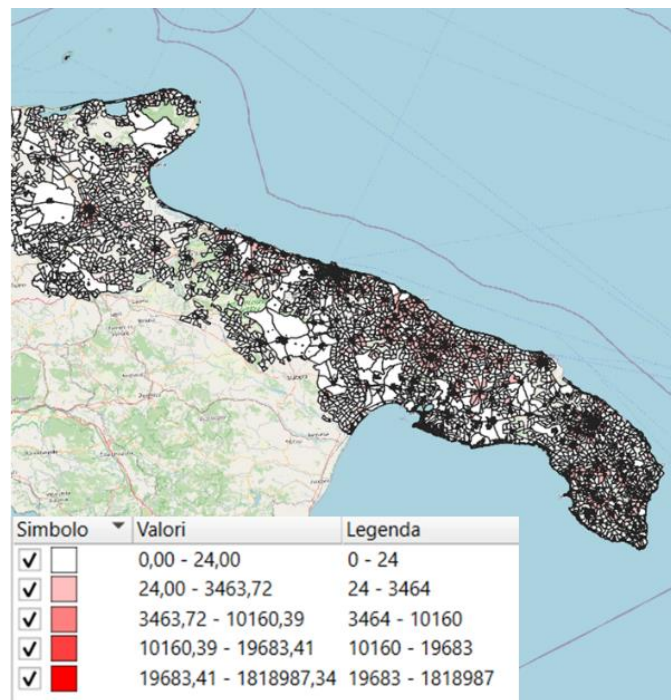 Simbolo Valori Legenda
0,00 - 24,00 0 - 24
24,00 - 3463,72 24 - 3464
3463,72 - 10160,39 3464 - 10160
10160,39 - 19683,41 10160 - 19683
19683,41 - 1818987,34 19683 - 1818987